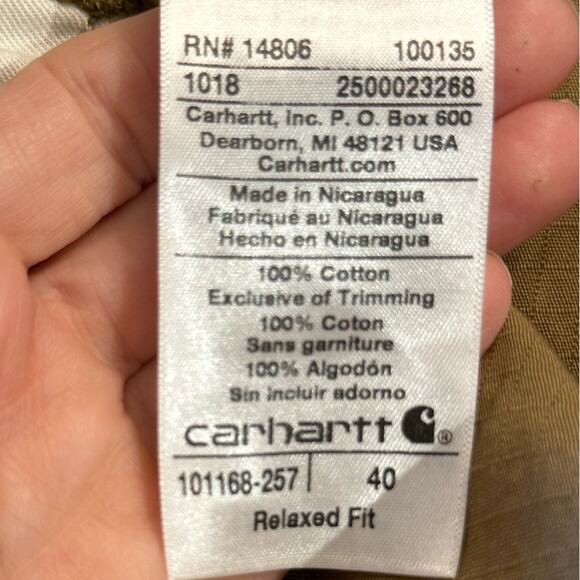 RN# 14806 100135
1018 2500023268
Carhartt, Inc. P. O. Box 600
Dearborn, MI 48121 USA
Carhartt.com
Made in Nicaragua
Fabriqué au Nicaragua
Hecho en Nicaragua
100% Cotton
Exclusive of Trimming
100% Coton
Sans garniture
100% Algodón
Sin incluir adorno
carhartt ®
101168-257 40
Relaxed Fit